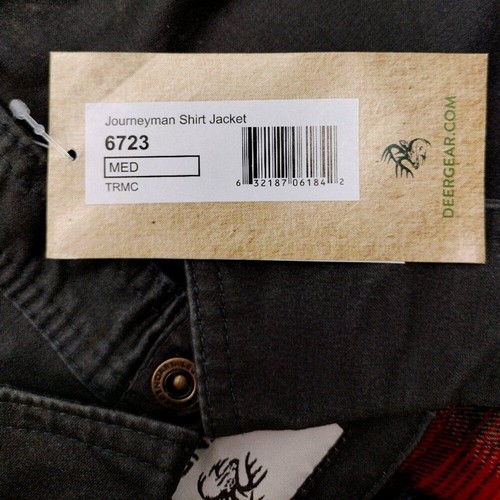 Journeyman Shirt Jacket
6723
MED
TRMC
6 32187 06184 2
DEERGEAR.COM